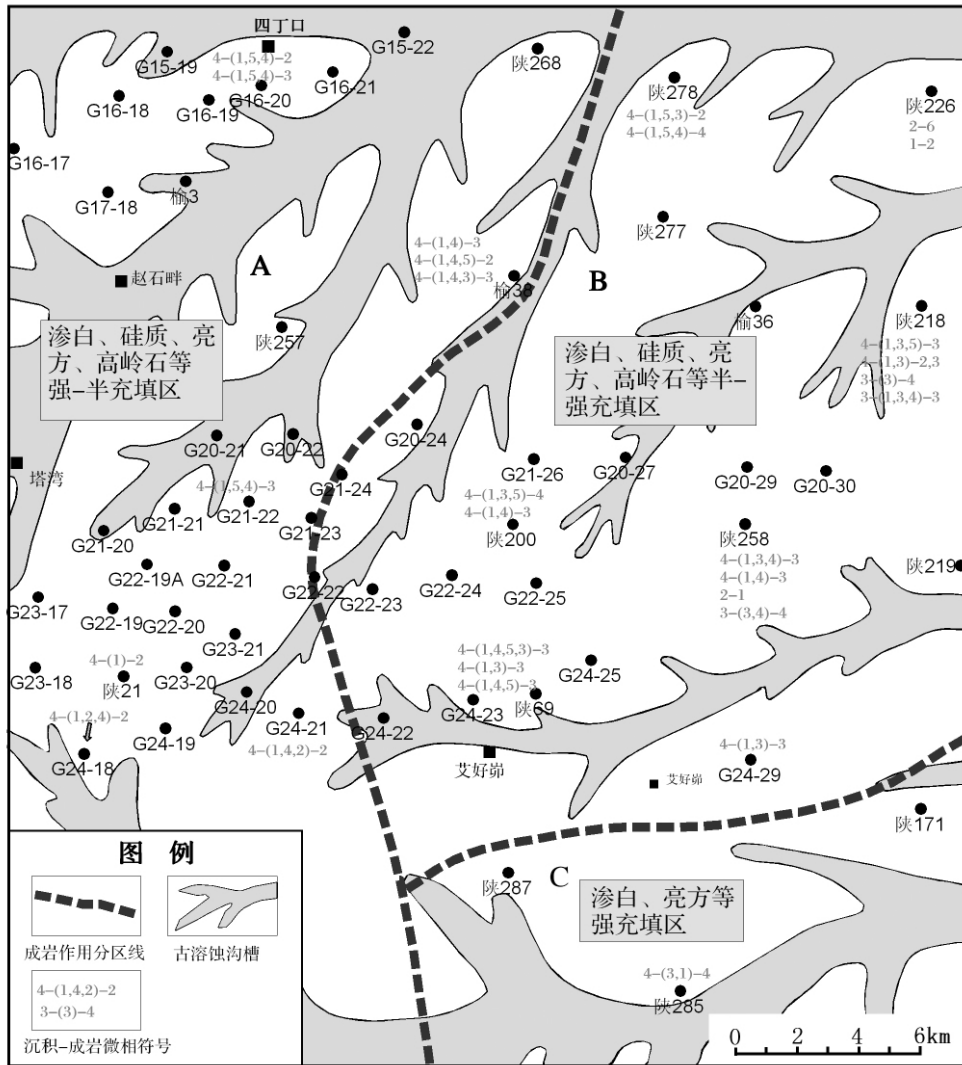 四丁口
G15-22
G15-19
4-(1,5,4)-2
4-(1,5,4)-3
陕268
G16-18
G16-19
G16-20
G16-21
陕278
4-(1,5,3)-2
4-(1,5,4)-4
陕226
2-6
1-2
G16-17
G17-18
榆3
陕277
赵石畔
A
4-(1,4)-3
4-(1,4,5)-2
4-(1,4,3)-3
榆38
B
榆36
陕218
4-(1,3,5)-3
4-(1,3)-2,3
3-(3)-4
3-(1,3,4)-3
渗白、硅质、亮
方、高岭石等
强-半充填区
陕257
渗白、硅质、亮
方、高岭石等半-
强充填区
G20-21
G20-22
G20-24
塔湾
4-(1,5,4)-3
G21-24
G21-26
G20-27
G20-29
G20-30
G21-21
G21-22
G21-23
4-(1,3,5)-4
4-(1,4)-3
陕200
陕258
4-(1,3,4)-3
4-(1,4)-3
2-1
3-(3,4)-4
G21-20
G22-19A
G22-21
G22-22
G22-23
G22-24
G22-25
陕219
G23-17
G22-19
G22-20
G23-21
4-(1)-2
4-(1,4,5,3)-3
4-(1,3)-3
4-(1,4,5)-3
G24-25
G23-18
陕21
G23-20
4-(1,2,4)-2
G24-20
G24-21
4-(1,4,2)-2
G24-22
G24-23
陕69
G24-18
G24-19
艾好峁
艾好峁
4-(1,3)-3
G24-29
陕171
陕287
C
渗白、亮方等
强充填区
4-(3,1)-4
陕285
图 例
成岩作用分区线
古溶蚀沟槽
4-(1,4,2)-2
3-(3)-4
沉积-成岩微相符号
0 2 4 6km